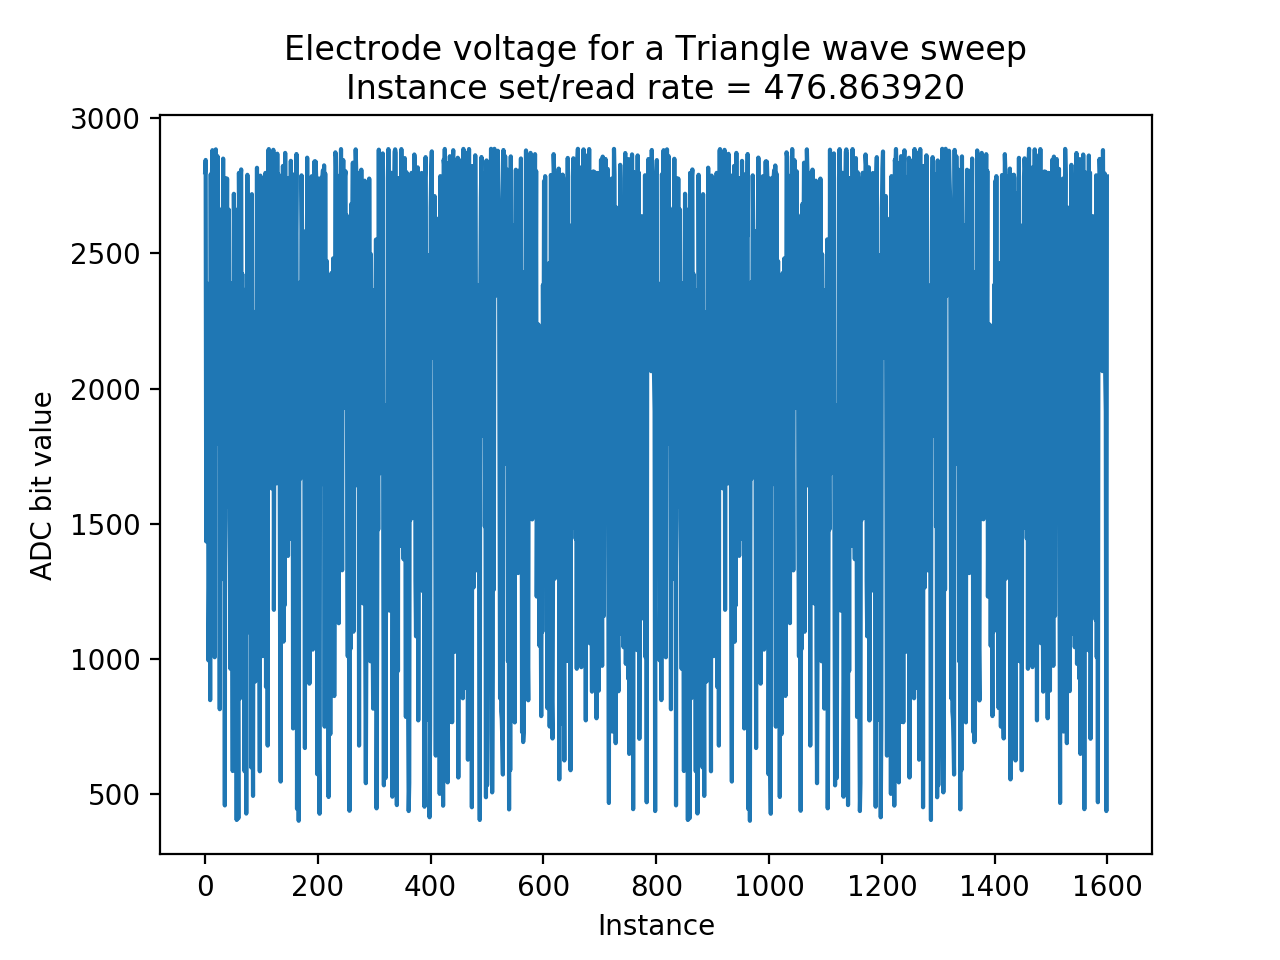 Electrode voltage for a Triangle wave sweep
Instance set/read rate = 476.863920
ADC bit value
3000
2500
2000
1500
1000
500
0 200 400 600 800 1000 1200 1400 1600
Instance